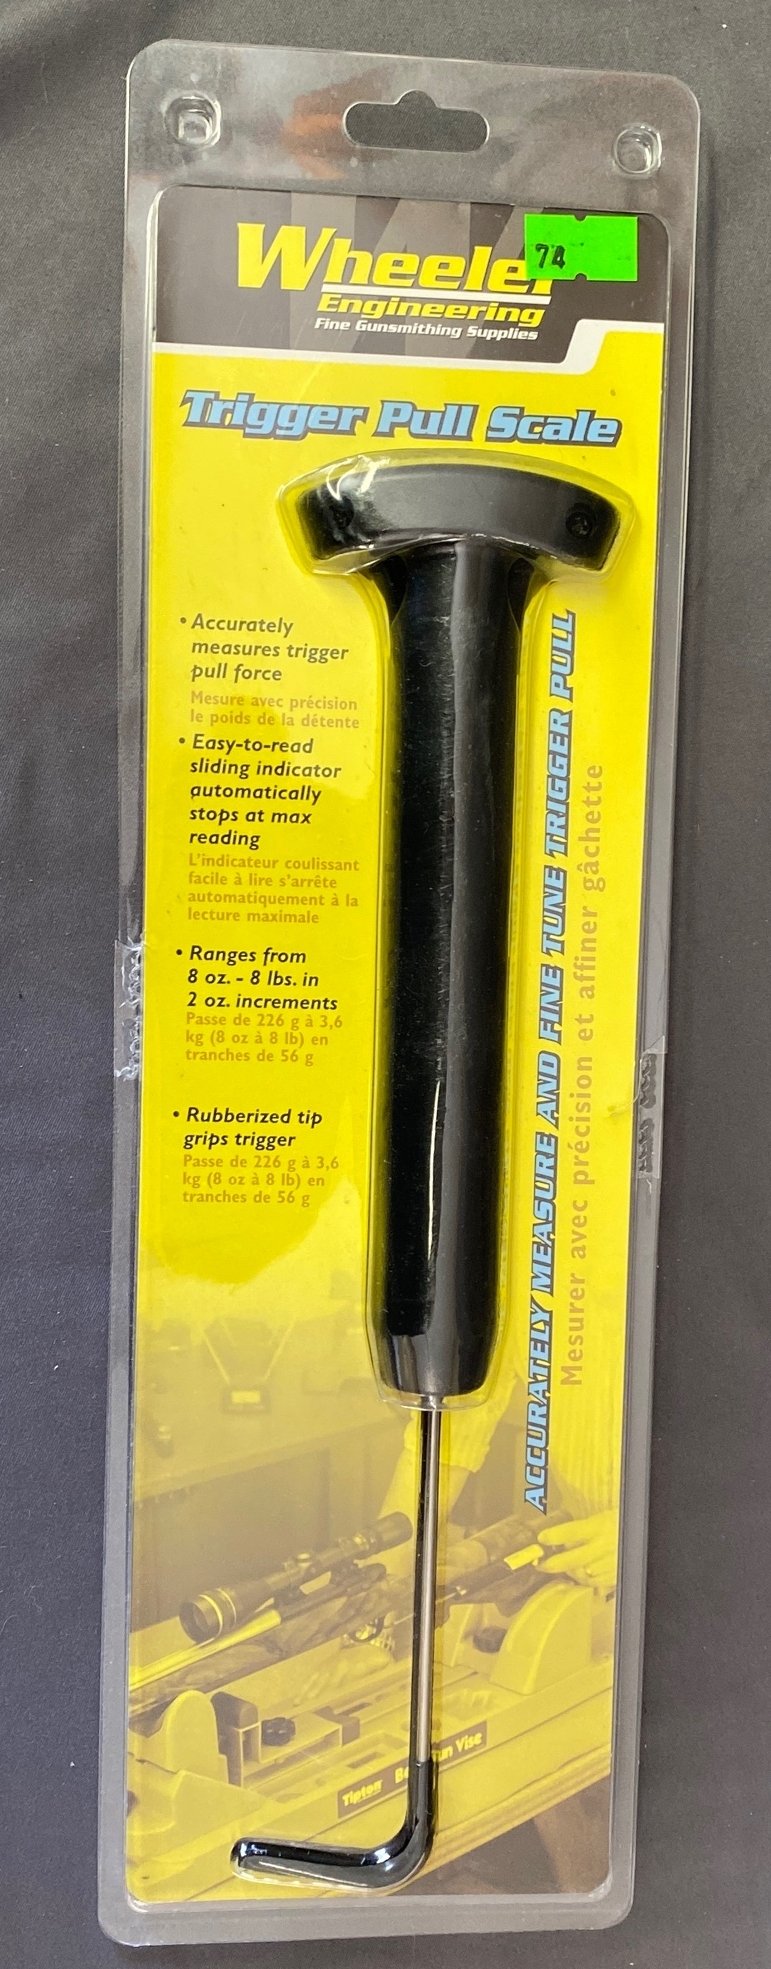 Wheeler
74
Engineering
Fine Gunsmithing Supplies
Trigger Pull Scale
• Accurately
measures trigger
pull force
Mesure avec précision
le poids de la détente
• Easy-to-read
sliding indicator
automatically
stops at max
reading
L'indicateur coulissant
facile à lire s'arrête
automatiquement à la
lecture maximale
• Ranges from
8 oz. - 8 lbs. in
2 oz. increments
Passe de 226 g à 3,6
kg (8 oz à 8 lb) en
tranches de 56 g
• Rubberized tip
grips trigger
Passe de 226 g à 3,6
kg (8 oz à 8 lb) en
tranches de 56 g
ACCURATELY MEASURE AND FINE TUNE TRIGGER PULL
Mesurer avec précision et affiner gâchette
Tipton Vise